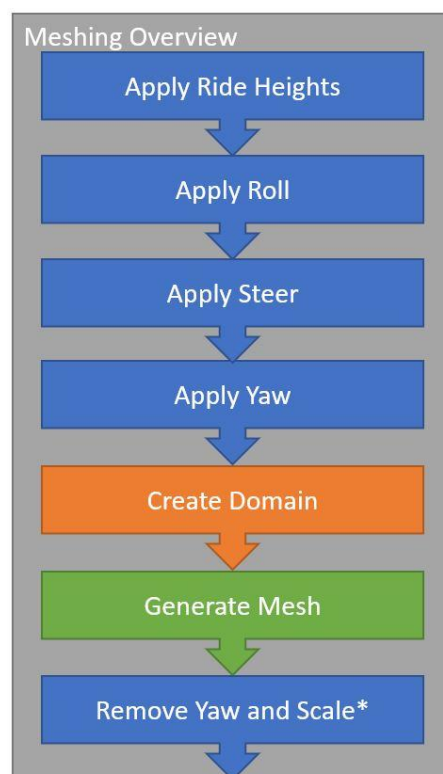 Meshing Overview
Apply Ride Heights
Apply Roll
Apply Steer
Apply Yaw
Create Domain
Generate Mesh
Remove Yaw and Scale*